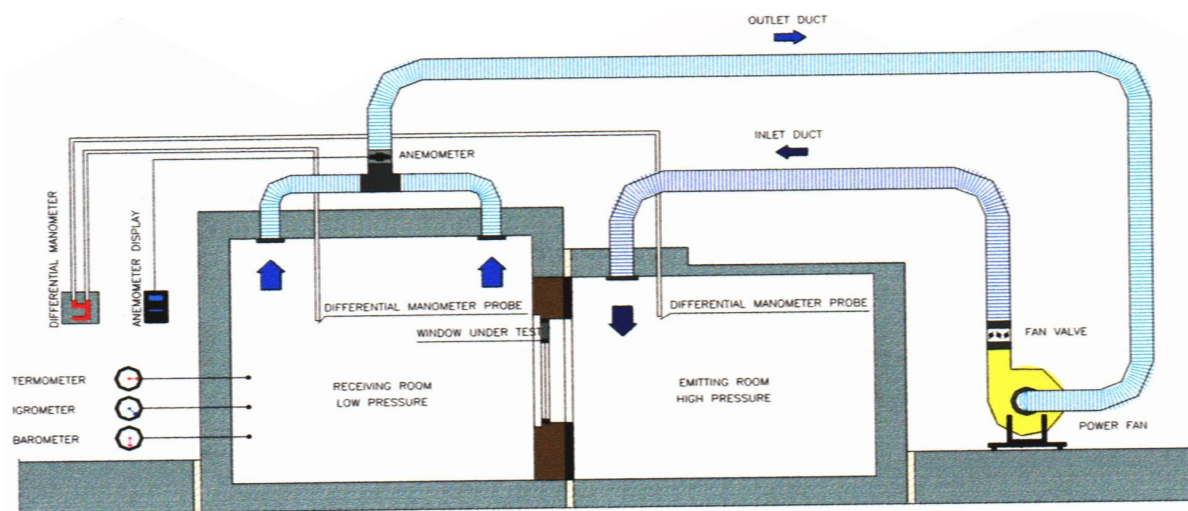 OUTLET DUCT
INLET DUCT
ANEMOMETER
DIFFERENTIAL MANOMETER
ANEMOMETER DISPLAY
DIFFERENTIAL MANOMETER PROBE
DIFFERENTIAL MANOMETER PROBE
WINDOW UNDER TEST
FAN VALVE
TERMOMETER
RECEIVING ROOM
LOW PRESSURE
EMITTING ROOM
HIGH PRESSURE
IGROMETER
POWER FAN
BAROMETER